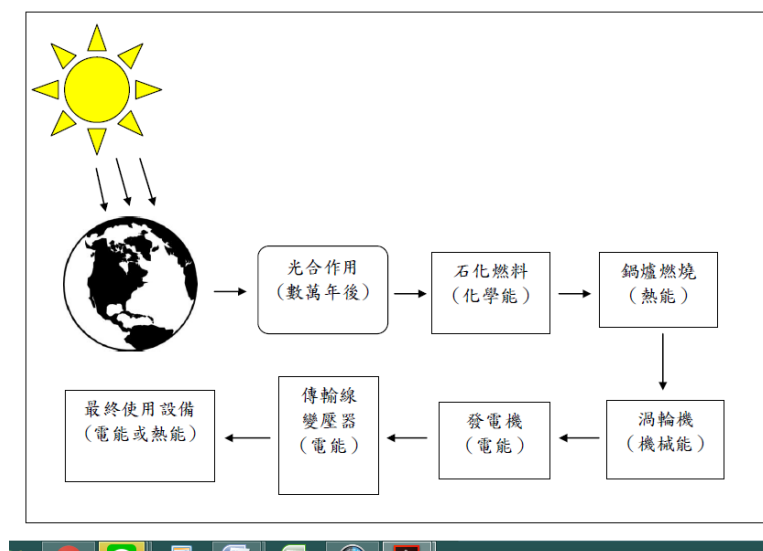 光合作用
（數萬年後）
石化燃料
（化學能）
鍋爐燃燒
（熱能）
渦輪機
（機械能）
發電機
（電能）
傳輸線
變壓器
（電能）
最終使用設備
（電能或熱能）